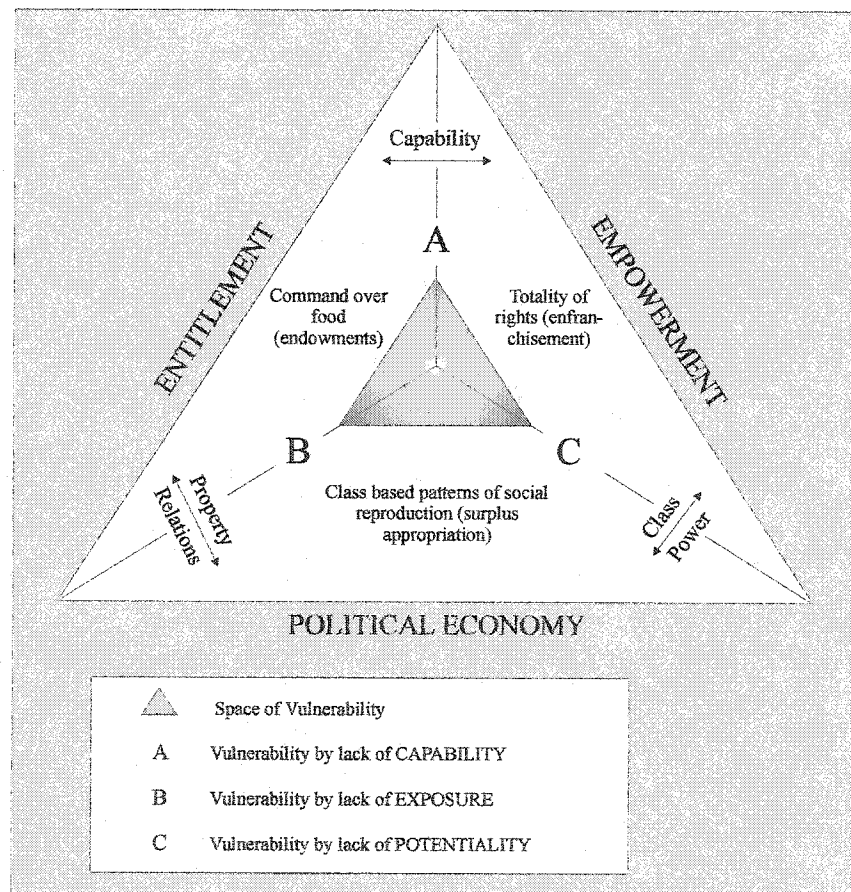 Capability
A
ENTITLEMENT
EMPOWERMENT
Command over
food
(endowments)
Totality of
rights (enfran-
chisement)
B
C
Property
Relations
Class based patterns of social
reproduction (surplus
appropriation)
Class
Power
POLITICAL ECONOMY
Space of Vulnerability
A Vulnerability by lack of CAPABILITY
B Vulnerability by lack of EXPOSURE
C Vulnerability by lack of POTENTIALITY